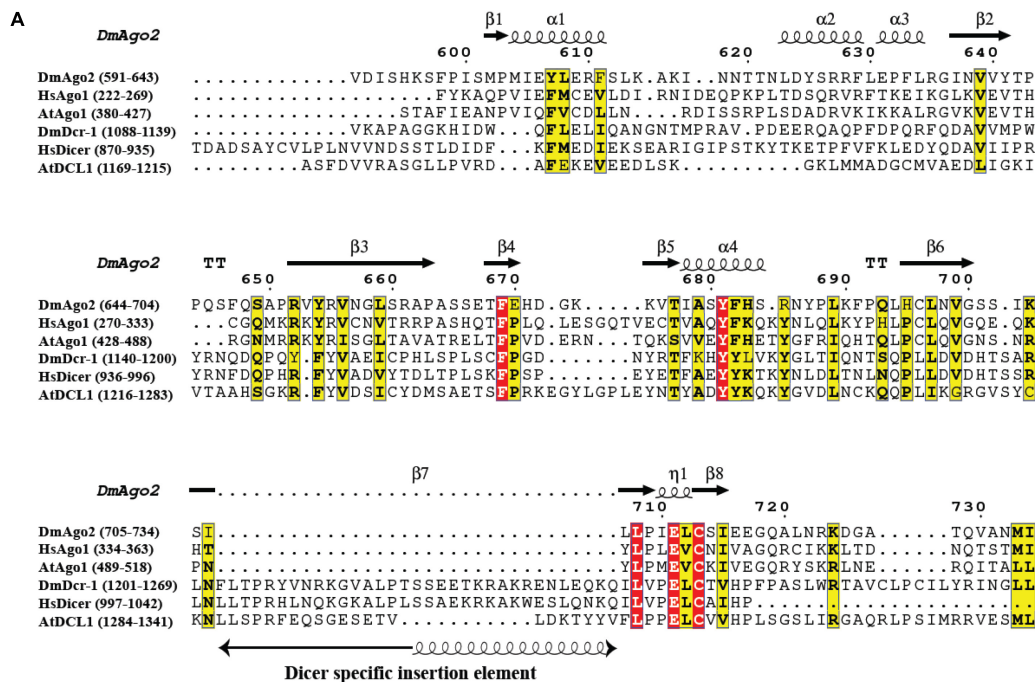 A
β1 α1 α2 α3 β2
DmAgo2
600 610 620 630 640
DmAgo2 (591-643) ..............VDISHKSFPISMPMIEYLERFSLK.AKI..NNTTNLDYSRRFLEPFLRGINVVYTP
HsAgo1 (222-269) ....................FYKAQPVIEFMCEVLDI.RNIDEQPKPLTDSQRVRFTKEIKGLKVEVTH
AtAgo1 (380-427) ...............STAFIEANPVIQFVCDLLN....RDISSRPLSDADRVKIKKALRGVKVEVTH
DmDcr-1 (1088-1139) ..............VKAPAGGKHIDW..QFLELIQANGNTMPRAV.PDEERQAQPFDPQRFQDAVVMPW
HsDicer (870-935) TDADSAYCVLPLNVVNDSSTLDIDF..KFMEDIEKSEARIGIPSTKYTKETPFVFKLEDYQDAVIIPR
AtDCL1 (1169-1215) ........ASFDVVRASGLLPVRD..AFEKEVEEDLSK........GKLMMADGCMVAEDLIGKI
TT β3 β4 β5 α4 TT β6
DmAgo2
650 660 670 680 690 700
DmAgo2 (644-704) PQSFQSAPRVYRVNGLSRAPASSETFEHD.GK....KVTIASYFHS.RNYPLKFPQLHCLNVGSS.IK
HsAgo1 (270-333) ...CGQMKRKYRVCNVTRRPASHQTFPLQ.LESGQTVECTVAQYFKQKYNLQLKYPHLPCLQVGQE.QK
AtAgo1 (428-488) ...RGNMRRKYRISGLTAVATRELTFPVD.ERN...TQKSVVEYFHETYGFRIQHTQLPCLQVGNS.NR
DmDcr-1 (1140-1200) YRNQDQPQY.FYVAEICPHLSPLSCFPGD.....NYRTFKHYYLVKYGLTIQNTSQPLLDVDHTSAR
HsDicer (936-996) YRNFDQPHR.FYVADVYTDLTPLSKFPSP.....EYETFAEYYKTKYNLDLTNLNQPLLDVDHTSSR
AtDCL1 (1216-1283) VTAAHSGKR.FYVDSICYDMSAETSFPRKEGYLGPLEYNTYADYYKQKYGVDLNCKQQPLIKGRGVSYC
β7 η1 β8
DmAgo2
710 720 730
DmAgo2 (705-734) SI................................LLPIELCSIEEGQALNRKDGA...TQVANMI
HsAgo1 (334-363) HT................................YLPLEVCNIVAGQRCIKKLTD...NQTSTMI
AtAgo1 (489-518) PN................................YLPMEVCKIVEGQRYSKRLNE...RQITALL
DmDcr-1 (1201-1269) LNFLTPRYVNRKGVALPTSSEETKRAKRENLEQKQILVPELCTVHPFPASLWRTAVCLPCILYRINGLL
HsDicer (997-1042) LNLLTPRHLNQKGKALPLSSAEKRKAKWESLQNKQILVPELCAIHP..................
AtDCL1 (1284-1341) KNLLSPRFEQSGESETV...........LDKTYYVFLPPELCVVHPLSGSLIRGAQRLPSIMRRVESML
Dicer specific insertion element